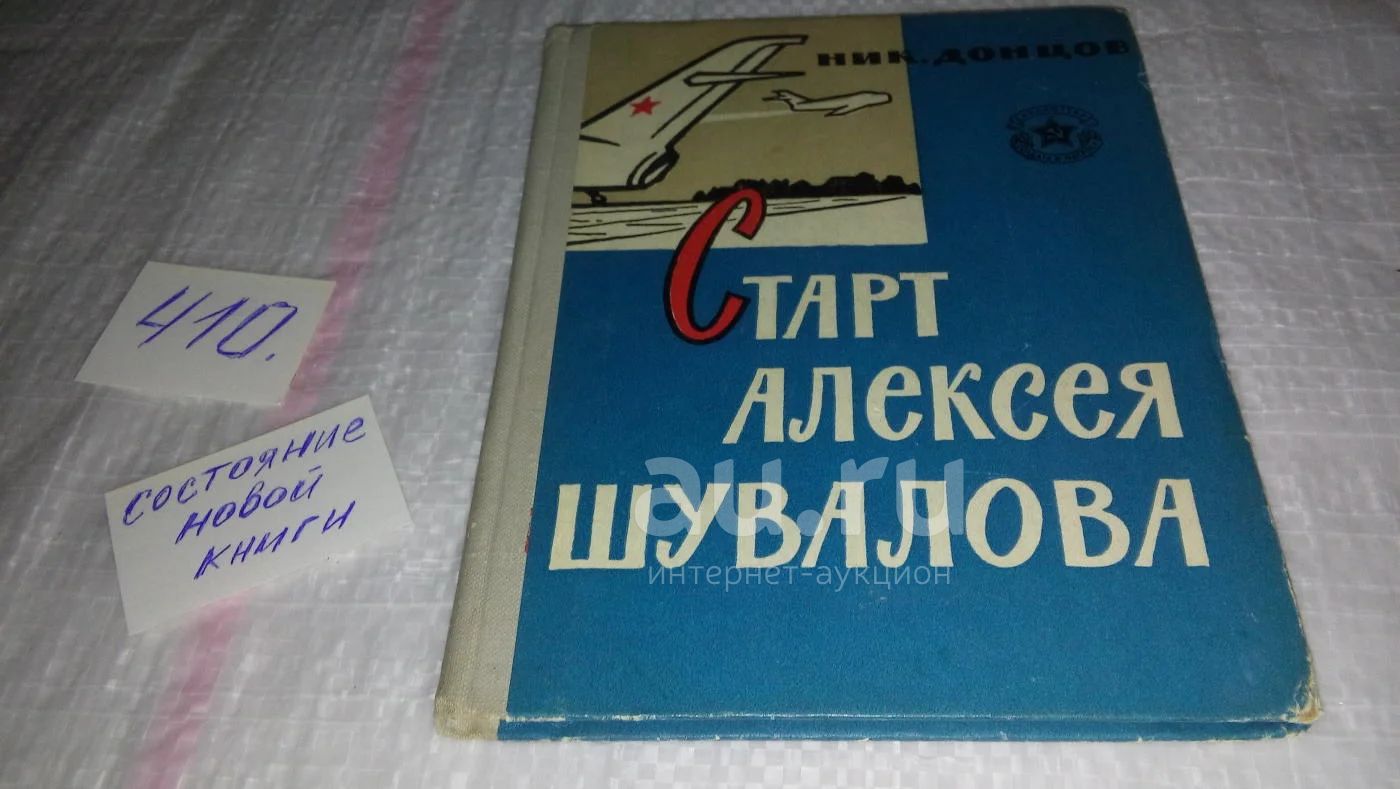 НИК. ДОНЦОВ
СТАРТ
АЛЕКСЕЯ
ШУВАЛОВА
410.
СОСТОЯНИЕ
НОВОЙ
КНИГИ
au.ru
интернет-аукцион